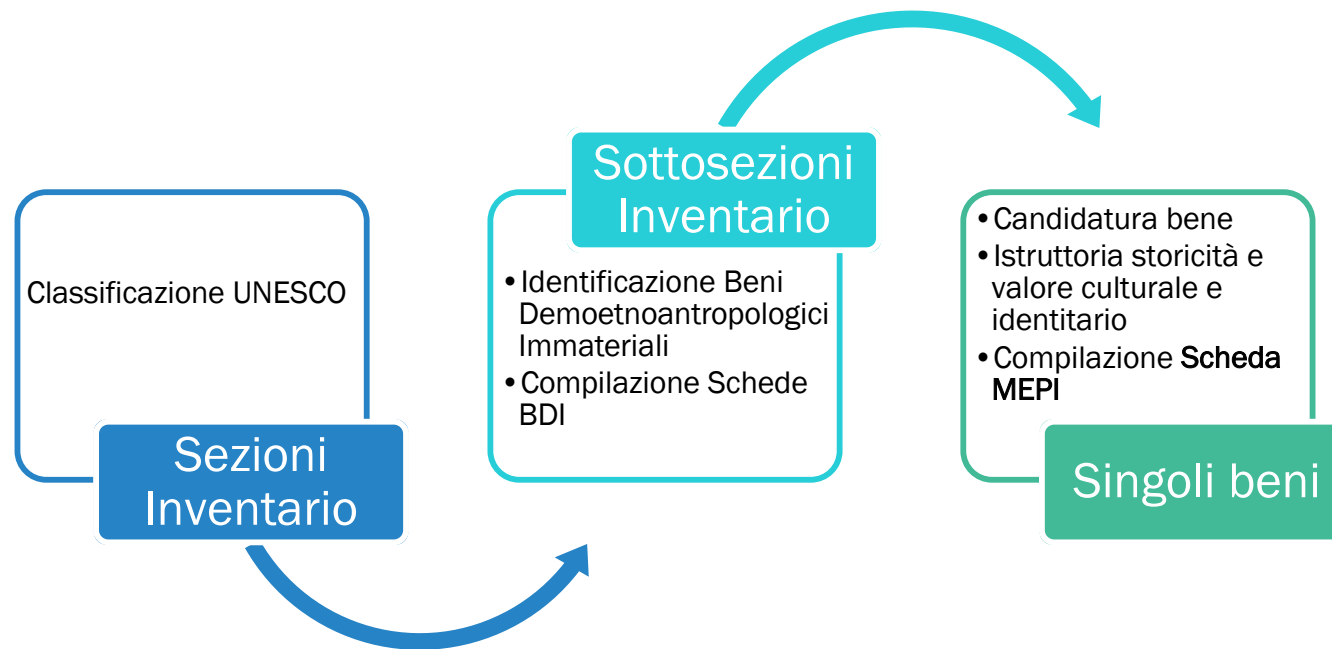 Classificazione UNESCO
Sezioni
Inventario
Sottosezioni
Inventario
•Identificazione Beni
Demoetnoantropologici
Immateriali
•Compilazione Schede
BDI
•Candidatura bene
•Istruttoria storicità e
valore culturale e
identitario
•Compilazione Scheda
MEPI
Singoli beni